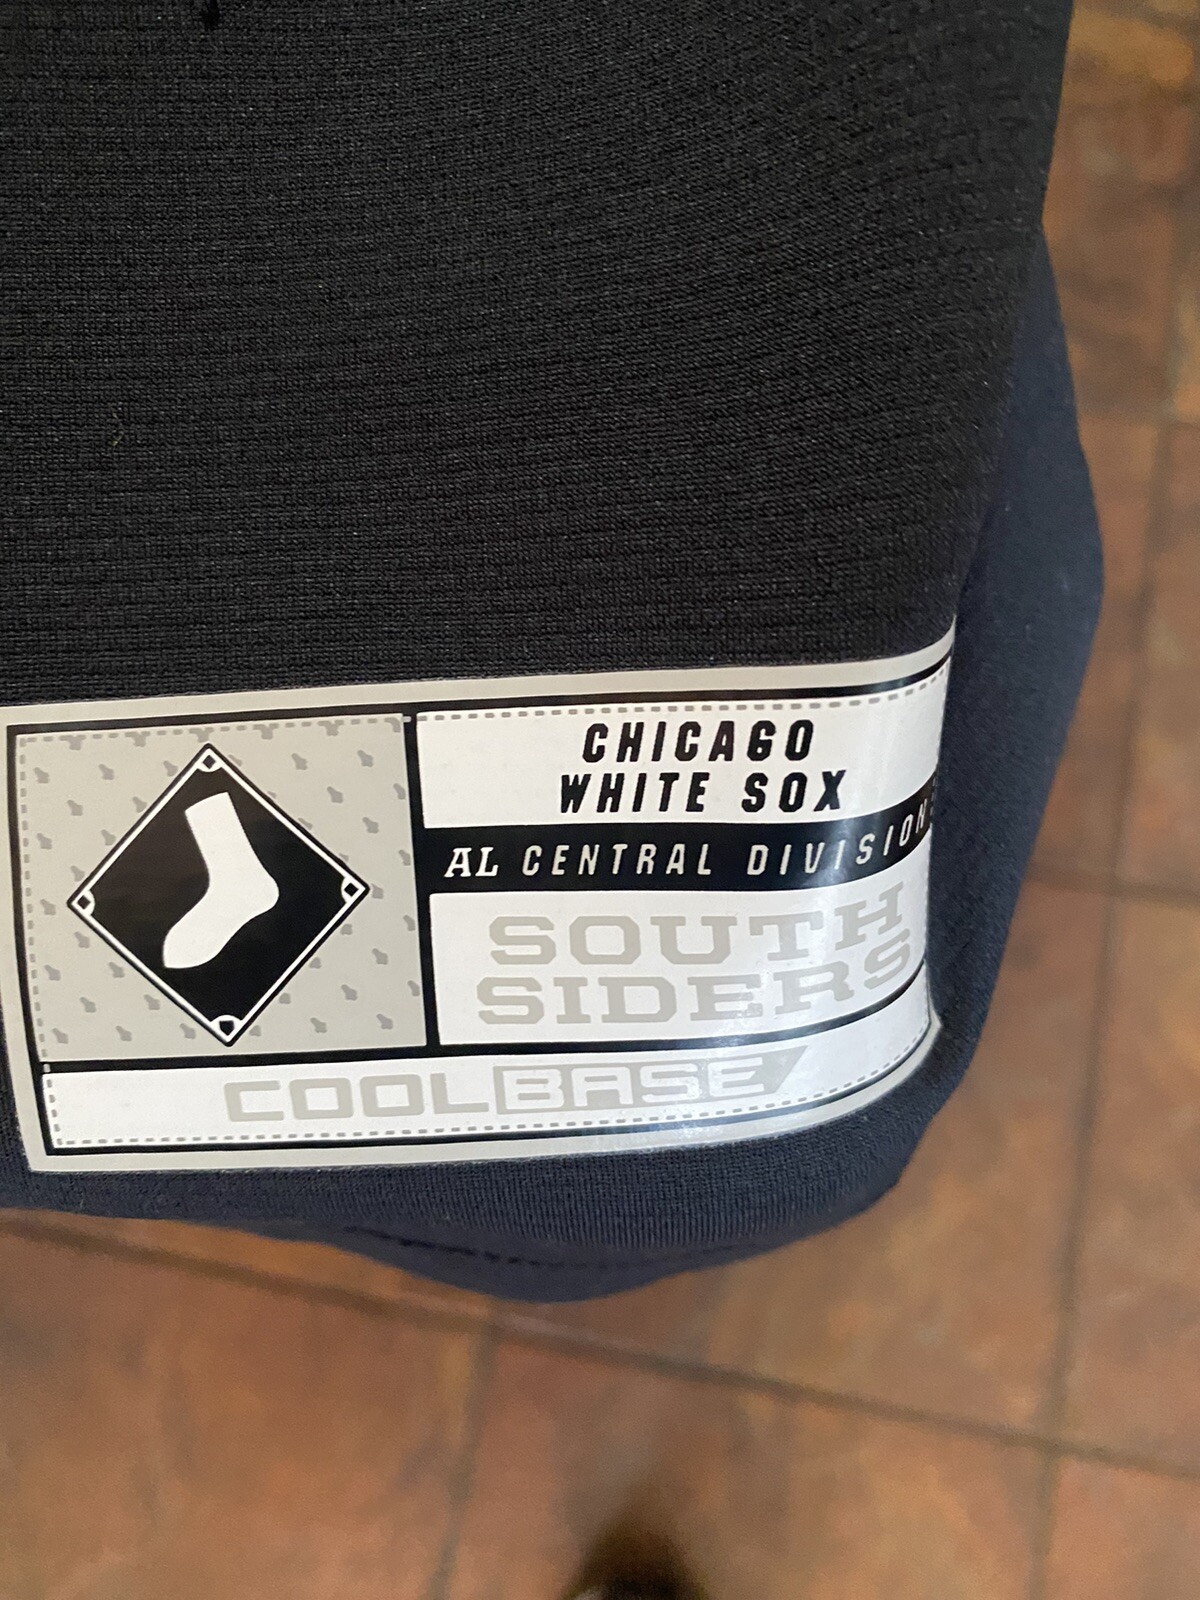 CHICAGO
WHITE SOX
AL CENTRAL DIVISION
SOUTH
SIDERS
COOLBASE